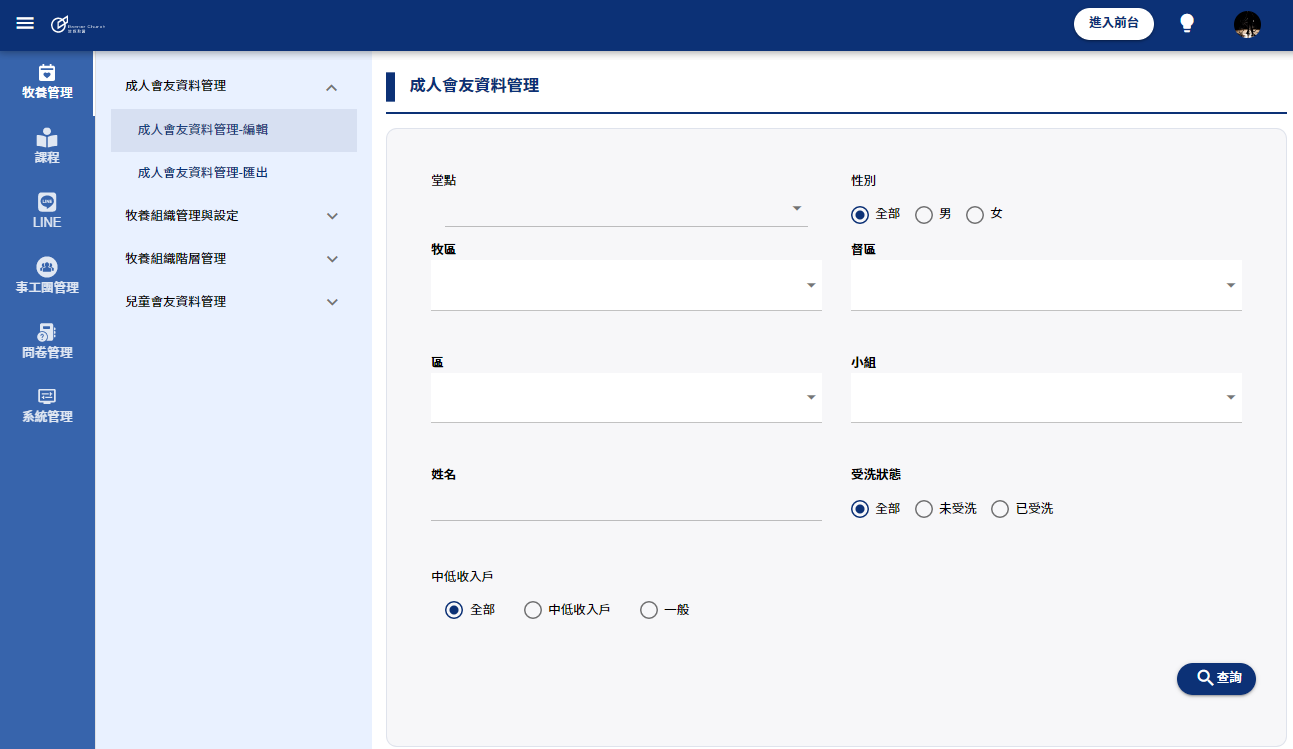 進入前台
牧養管理
課程
LINE
事工團管理
問卷管理
系統管理
成人會友資料管理
成人會友資料管理-編輯
成人會友資料管理-匯出
牧養組織管理與設定
牧養組織階層管理
兒童會友資料管理
成人會友資料管理
堂點
性別
全部 男 女
牧區
督區
區
小組
姓名
受洗狀態
全部 未受洗 已受洗
中低收入戶
全部 中低收入戶 一般
查詢